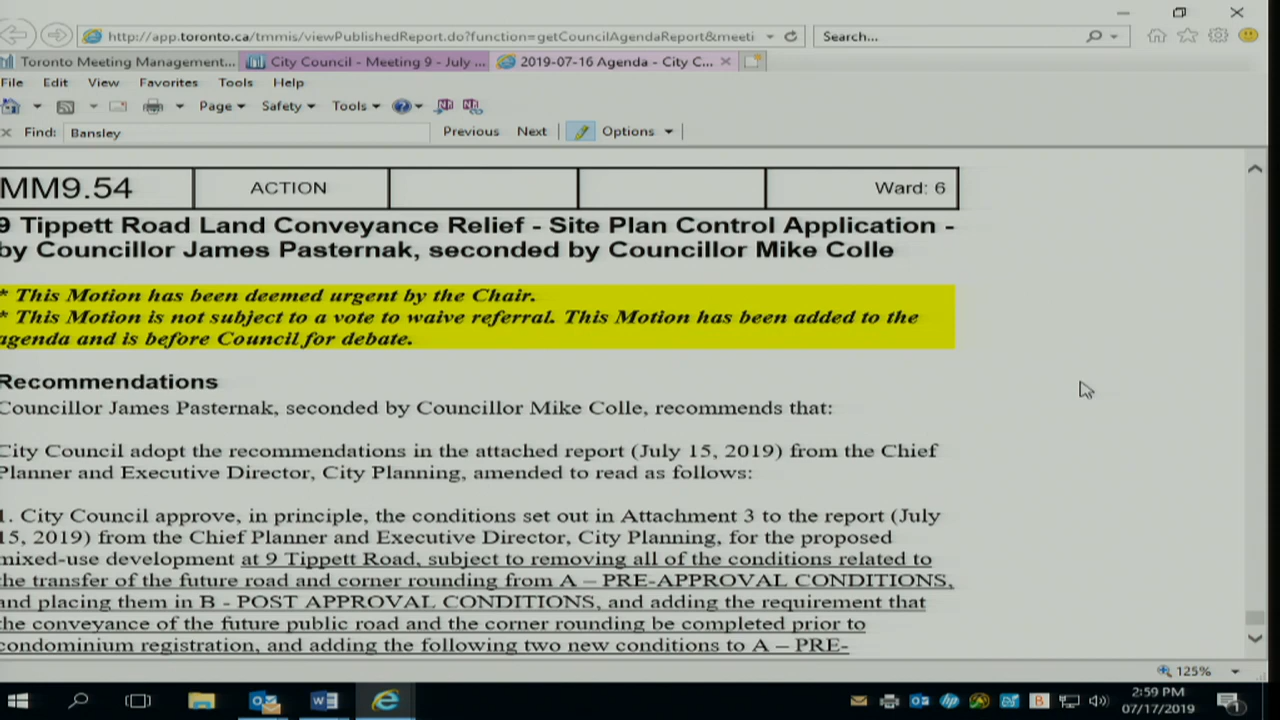 http://app.toronto.ca/tmmis/viewPublishedReport.do?function=getCouncilAgendaReport&meeti
Search...
Toronto Meeting Management...
City Council - Meeting 9 - July ...
2019-07-16 Agenda - City C...
File Edit View Favorites Tools Help
Page Safety Tools
Find: Bansley Previous Next Options
MM9.54 ACTION Ward: 6
9 Tippett Road Land Conveyance Relief - Site Plan Control Application -
by Councillor James Pasternak, seconded by Councillor Mike Colle
* This Motion has been deemed urgent by the Chair.
* This Motion is not subject to a vote to waive referral. This Motion has been added to the
agenda and is before Council for debate.
Recommendations
Councillor James Pasternak, seconded by Councillor Mike Colle, recommends that:
City Council adopt the recommendations in the attached report (July 15, 2019) from the Chief
Planner and Executive Director, City Planning, amended to read as follows:
1. City Council approve, in principle, the conditions set out in Attachment 3 to the report (July
15, 2019) from the Chief Planner and Executive Director, City Planning, for the proposed
mixed-use development at 9 Tippett Road, subject to removing all of the conditions related to
the transfer of the future road and corner rounding from A – PRE-APPROVAL CONDITIONS,
and placing them in B - POST APPROVAL CONDITIONS, and adding the requirement that
the conveyance of the future public road and the corner rounding be completed prior to
condominium registration, and adding the following two new conditions to A – PRE-
125%
2:59 PM
07/17/2019